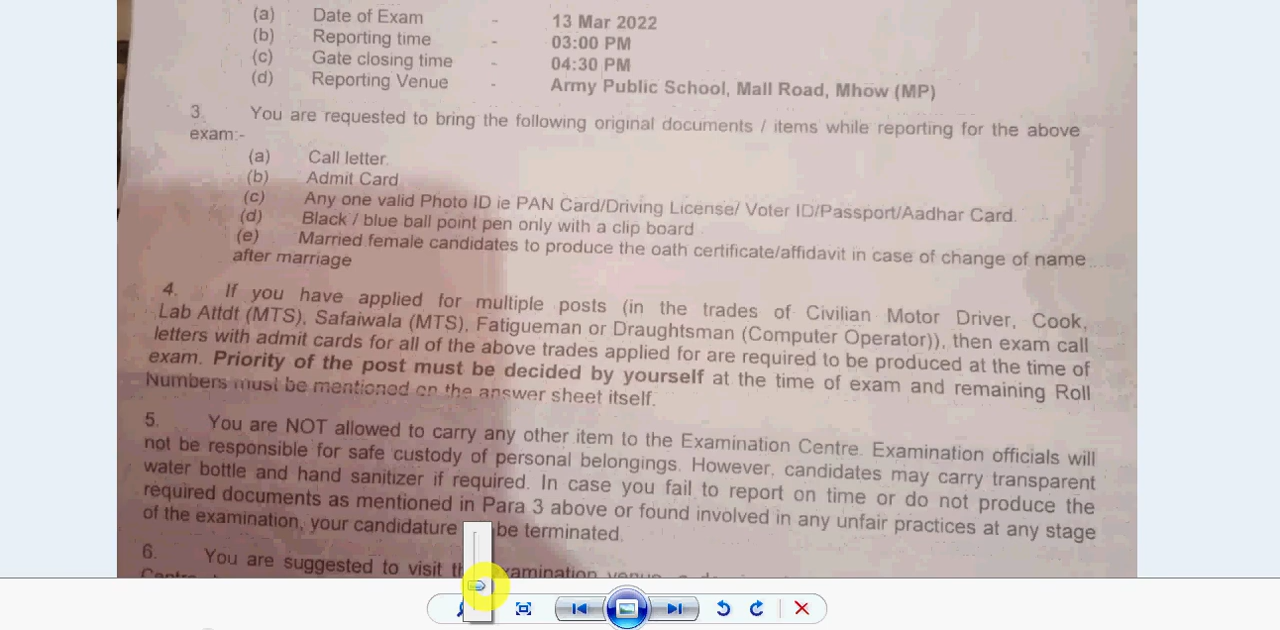 (a) Date of Exam - 13 Mar 2022
(b) Reporting time - 03:00 PM
(c) Gate closing time - 04:30 PM
(d) Reporting Venue - Army Public School, Mall Road, Mhow (MP)
3. You are requested to bring the following original documents / items while reporting for the above
exam:-
(a) Call letter.
(b) Admit Card
(c) Any one valid Photo ID ie PAN Card/Driving License/ Voter ID/Passport/Aadhar Card.
(d) Black / blue ball point pen only with a clip board
(e) Married female candidates to produce the oath certificate/affidavit in case of change of name
after marriage
4. If you have applied for multiple posts (in the trades of Civilian Motor Driver, Cook,
Lab Attdt (MTS), Safaiwala (MTS), Fatigueman or Draughtsman (Computer Operator)), then exam call
letters with admit cards for all of the above trades applied for are required to be produced at the time of
exam. Priority of the post must be decided by yourself at the time of exam and remaining Roll
Numbers must be mentioned on the answer sheet itself.
5. You are NOT allowed to carry any other item to the Examination Centre. Examination officials will
not be responsible for safe custody of personal belongings. However, candidates may carry transparent
water bottle and hand sanitizer if required. In case you fail to report on time or do not produce the
required documents as mentioned in Para 3 above or found involved in any unfair practices at any stage
of the examination, your candidature be terminated.
6. You are suggested to visit